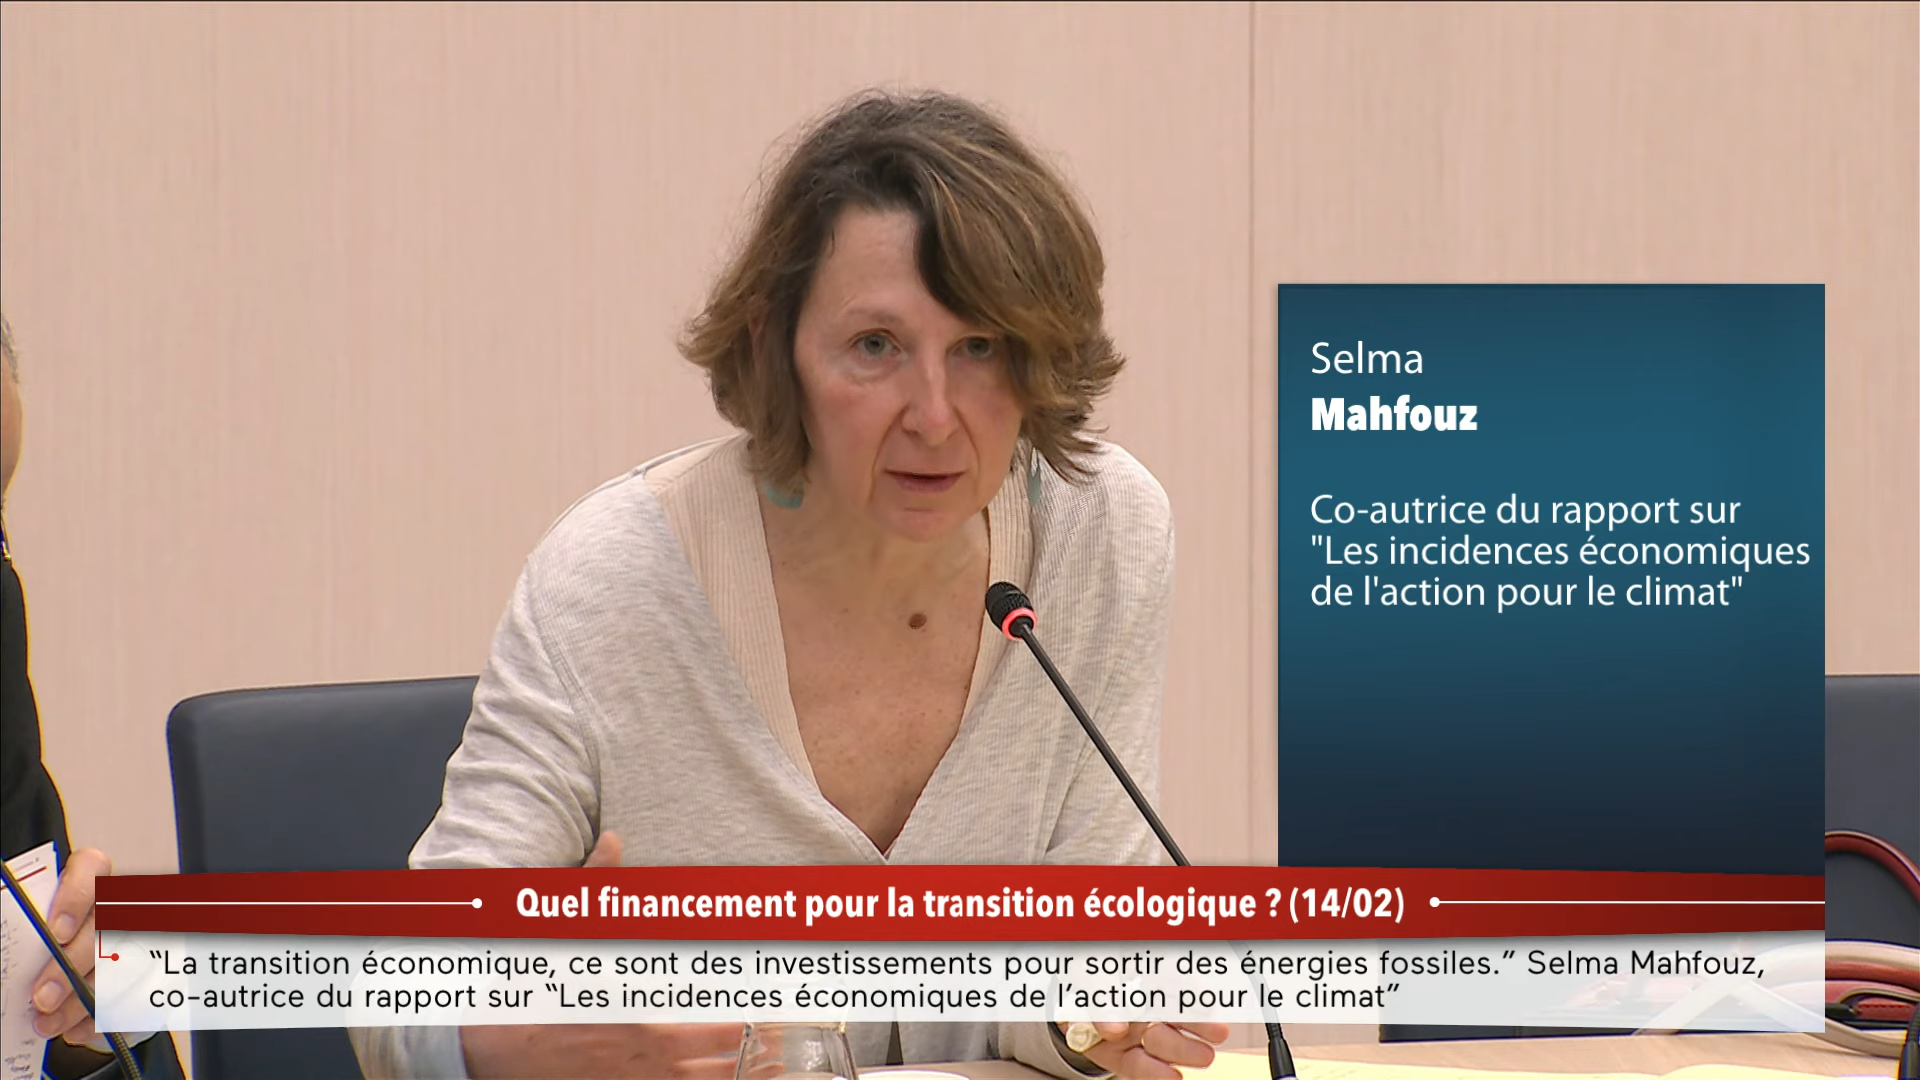 Selma
Mahfouz
Co-autrice du rapport sur
"Les incidences économiques
de l'action pour le climat"
Quel financement pour la transition écologique ? (14/02)
“La transition économique, ce sont des investissements pour sortir des énergies fossiles.” Selma Mahfouz,
co-autrice du rapport sur “Les incidences économiques de l’action pour le climat”